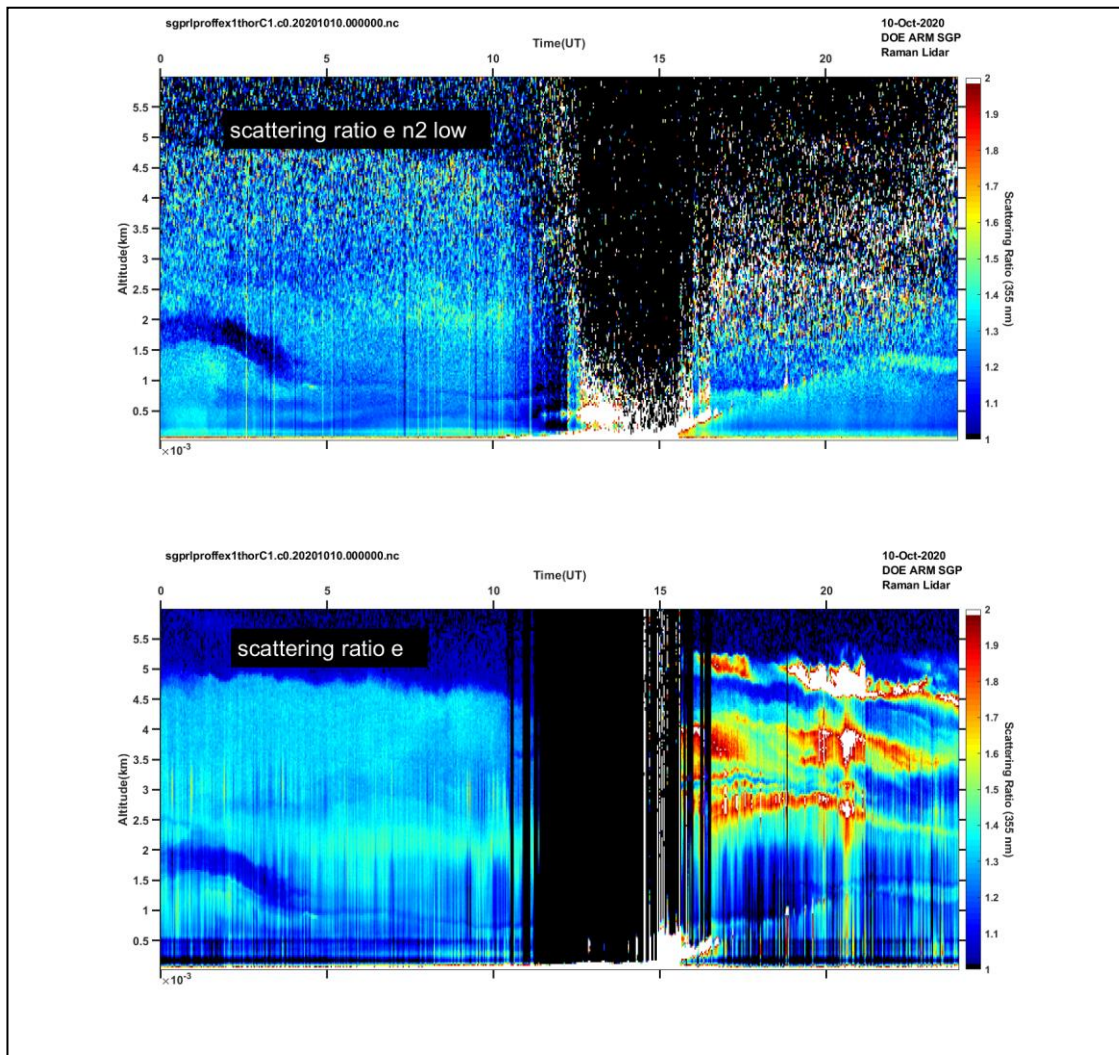 sgprlproffex1thorC1.c0.20201010.000000.nc
10-Oct-2020
DOE ARM SGP
Raman Lidar
Time(UT)
0 5 10 15 20
scattering ratio e n2 low
Altitude(km)
5.5
5
4.5
4
3.5
3
2.5
2
1.5
1
0.5
×10-3
2
1.9
1.8
1.7
1.6
1.5
1.4
1.3
1.2
1.1
1
Scattering Ratio (355 nm)
sgprlproffex1thorC1.c0.20201010.000000.nc
10-Oct-2020
DOE ARM SGP
Raman Lidar
Time(UT)
0 5 10 15 20
scattering ratio e
Altitude(km)
5.5
5
4.5
4
3.5
3
2.5
2
1.5
1
0.5
×10-3
2
1.9
1.8
1.7
1.6
1.5
1.4
1.3
1.2
1.1
1
Scattering Ratio (355 nm)